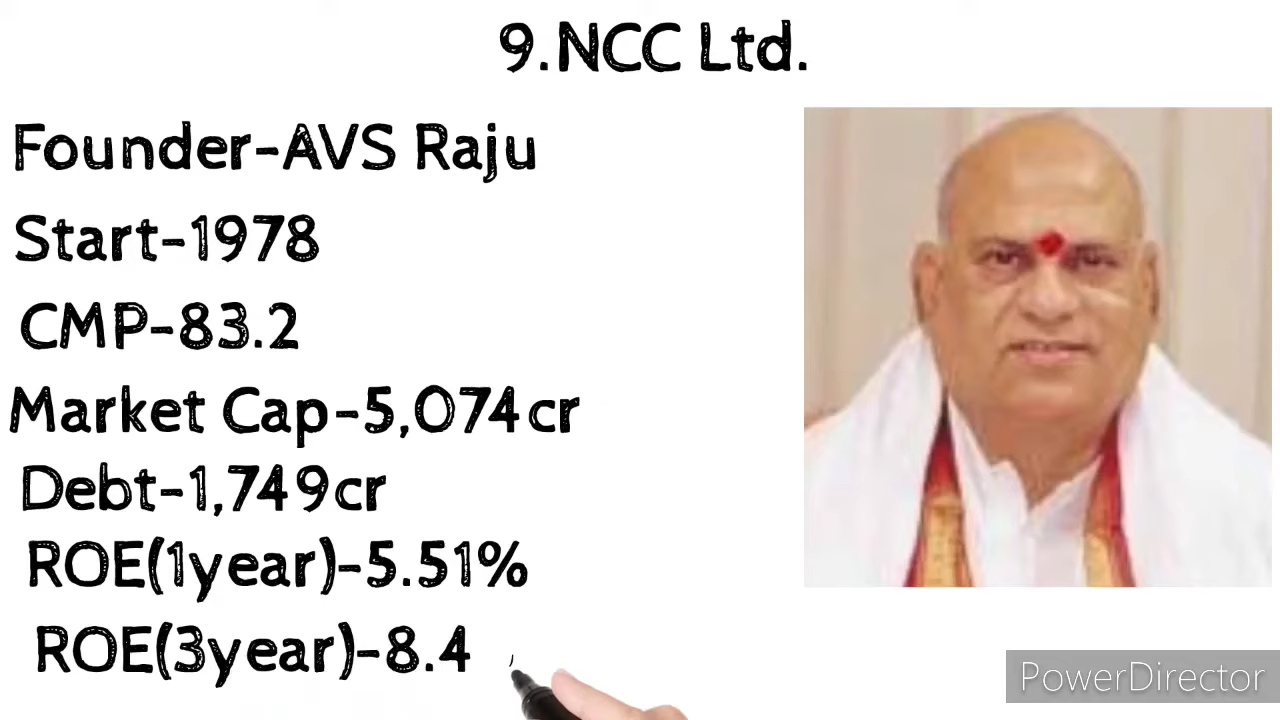 9.NCC Ltd.
Founder-AVS Raju
Start-1978
CMP-83.2
Market Cap-5,074cr
Debt-1,749cr
ROE(1year)-5.51%
ROE(3year)-8.4
PowerDirector